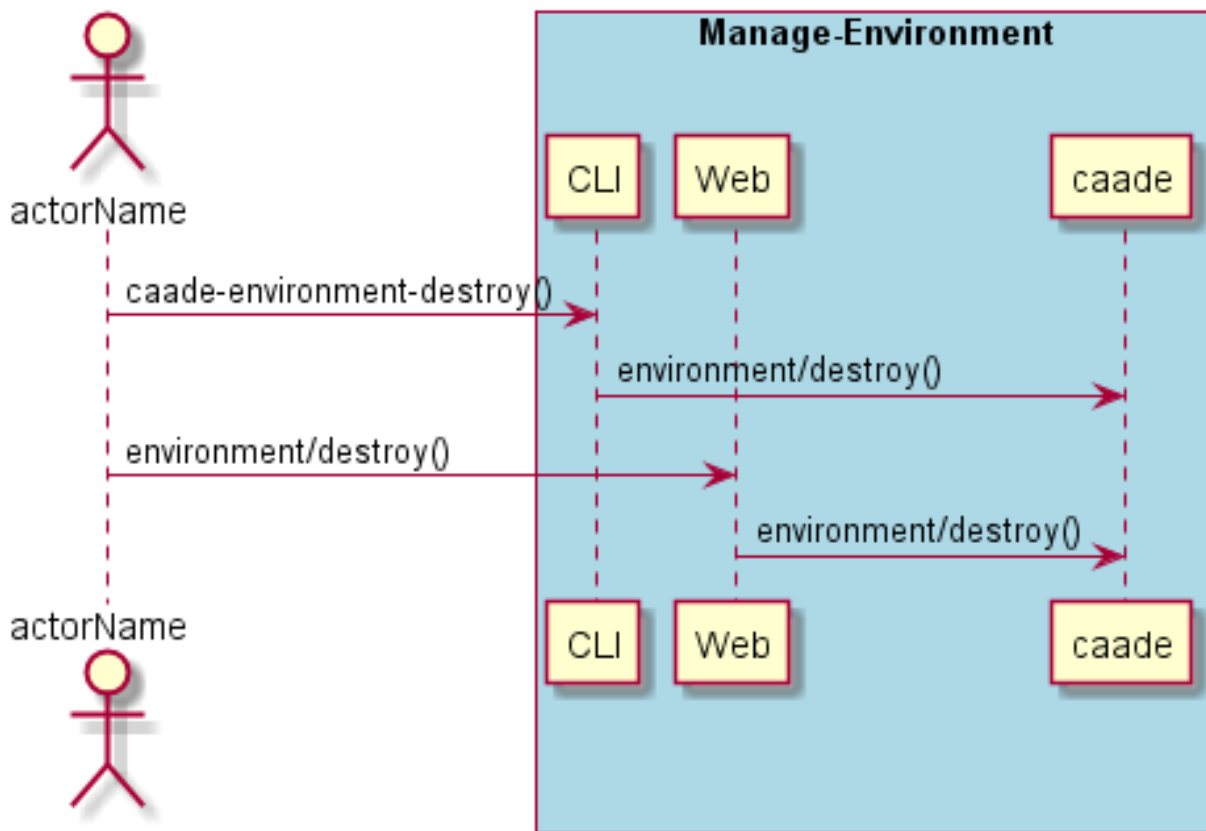 Manage-Environment
actorName
CLI
Web
caade
caade-environment-destroy()
environment/destroy()
environment/destroy()
environment/destroy()
actorName
CLI
Web
caade